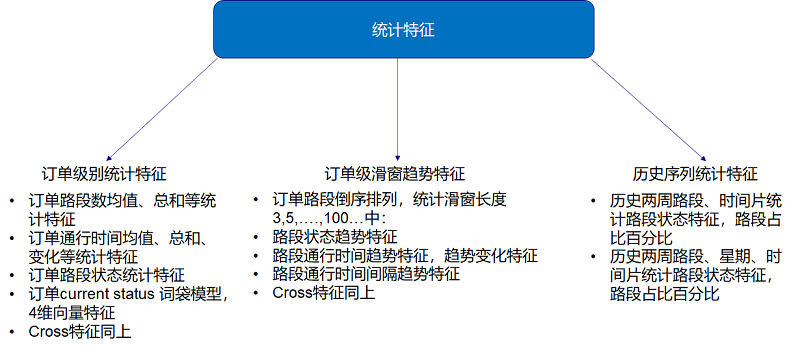 统计特征
订单级别统计特征
• 订单路段数均值、总和等统
计特征
• 订单通行时间均值、总和、
变化等统计特征
• 订单路段状态统计特征
• 订单current status 词袋模型，
4维向量特征
• Cross特征同上
订单级滑窗趋势特征
• 订单路段倒序排列，统计滑窗长度
3,5,….,100…中：
• 路段状态趋势特征
• 路段通行时间趋势特征，趋势变化特征
• 路段通行时间间隔趋势特征
• Cross特征同上
历史序列统计特征
• 历史两周路段、时间片统
计路段状态特征，路段占
比百分比
• 历史两周路段、星期、时
间片统计路段状态特征，
路段占比百分比